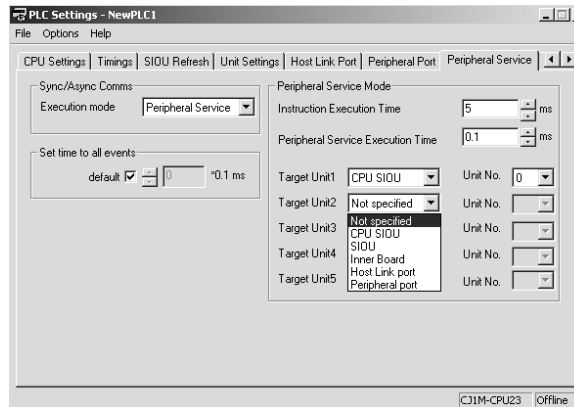 PLC Settings - NewPLC1
File Options Help
CPU Settings Timings SIOU Refresh Unit Settings Host Link Port Peripheral Port Peripheral Service
Sync/Async Comms
Execution mode Peripheral Service
Set time to all events
default 0 *0.1 ms
Peripheral Service Mode
Instruction Execution Time 5 ms
Peripheral Service Execution Time 0.1 ms
Target Unit1 CPU SIOU Unit No. 0
Target Unit2 Not specified Unit No.
Not specified
CPU SIOU
SIOU
Inner Board
Host Link port
Peripheral port
Target Unit3 Unit No.
Target Unit4 Unit No.
Target Unit5 Unit No.
CJ1M-CPU23 Offline